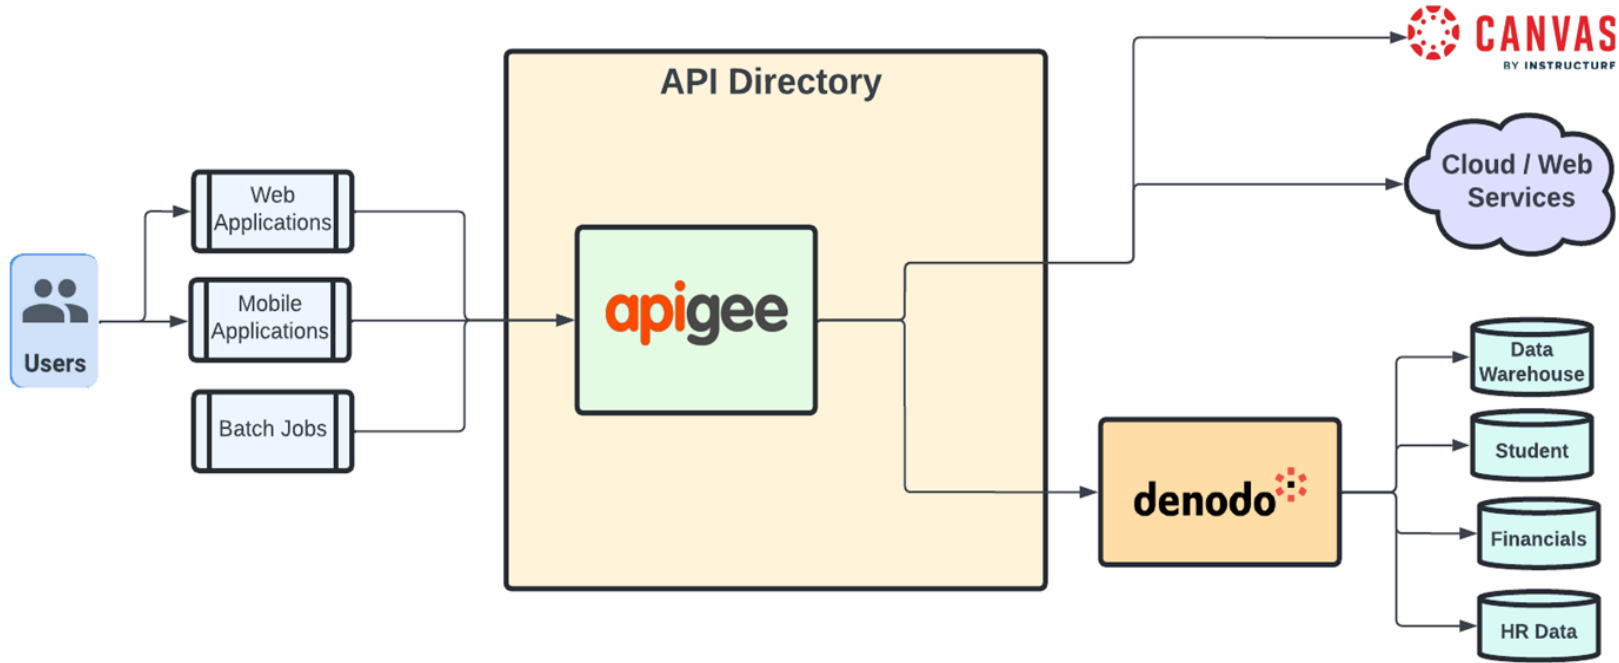 API Directory
CANVAS
BY INSTRUCTURE
Cloud / Web
Services
Web
Applications
Mobile
Applications
Batch Jobs
Users
apigee
denodo
Data
Warehouse
Student
Financials
HR Data